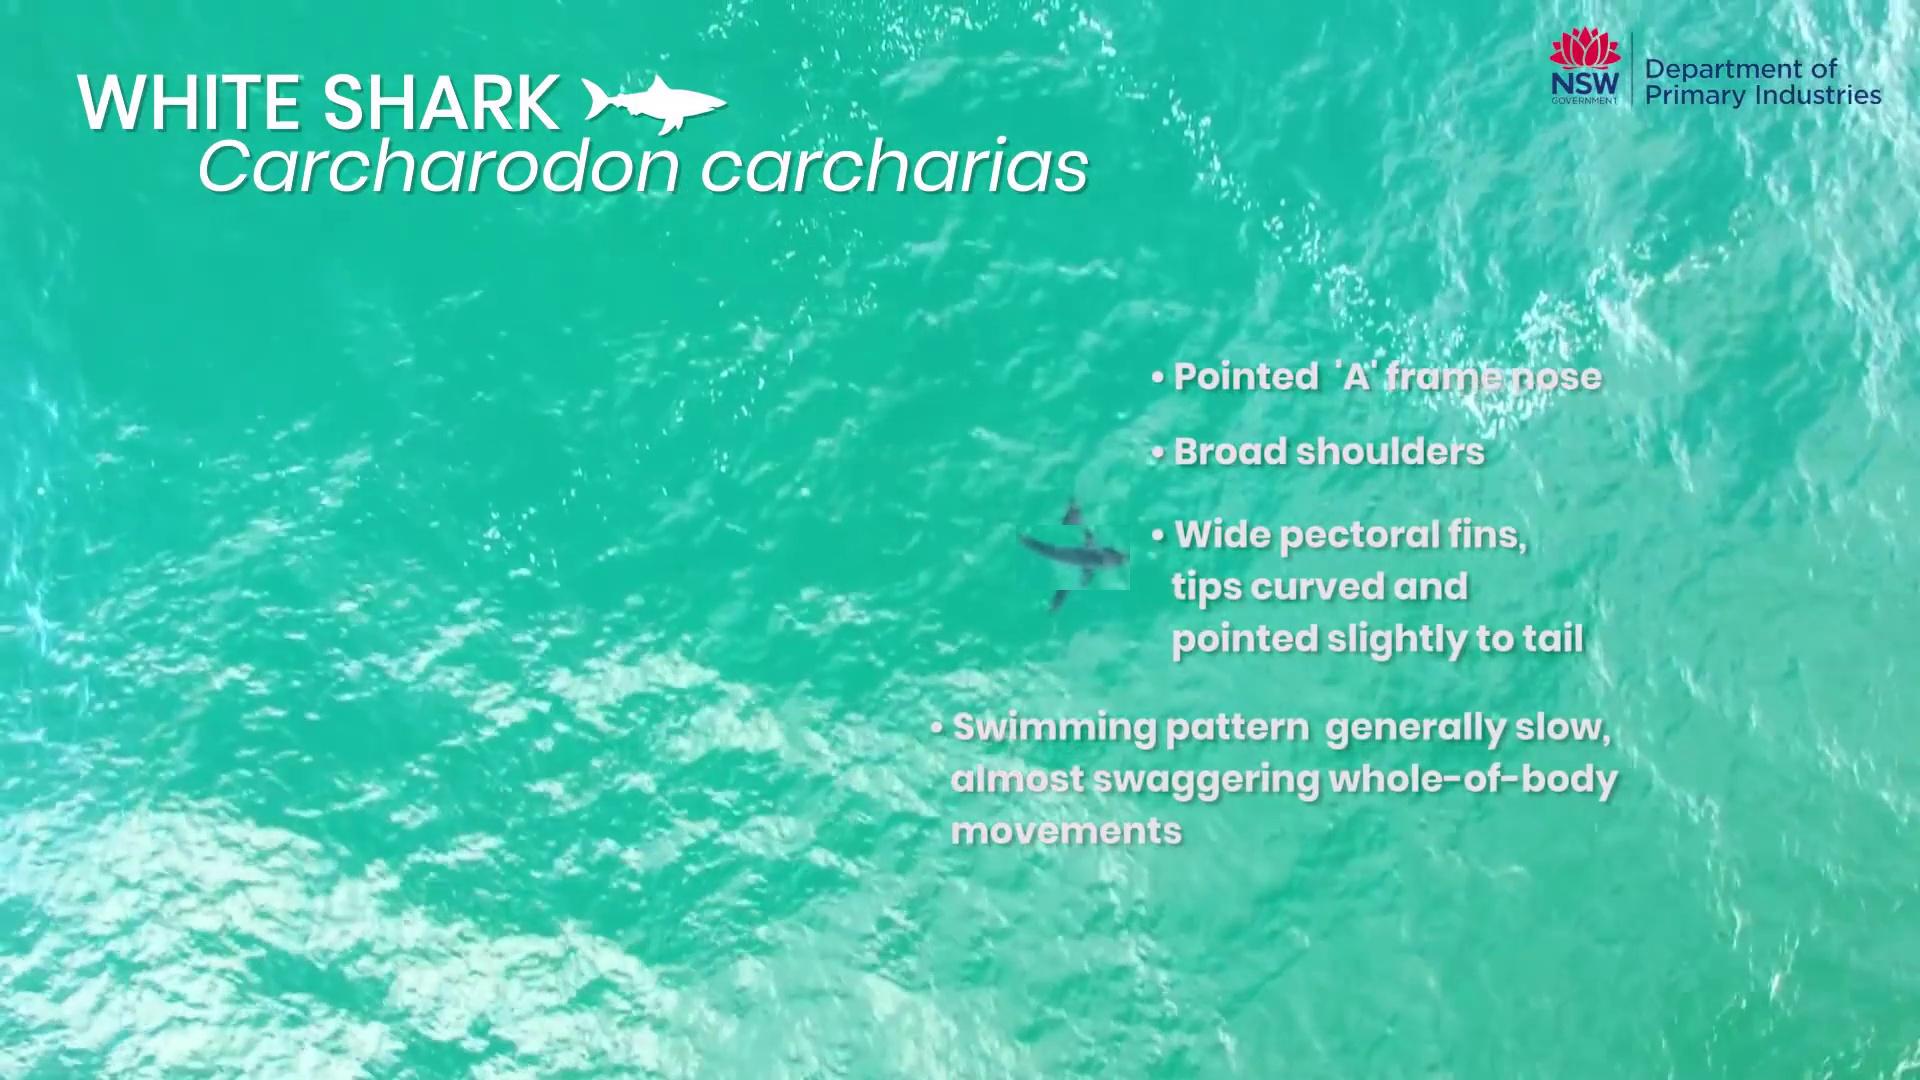 WHITE SHARK
Carcharodon carcharias
NSW
GOVERNMENT
Department of
Primary Industries
• Pointed 'A' frame nose
• Broad shoulders
• Wide pectoral fins,
tips curved and
pointed slightly to tail
• Swimming pattern generally slow,
almost swaggering whole-of-body
movements